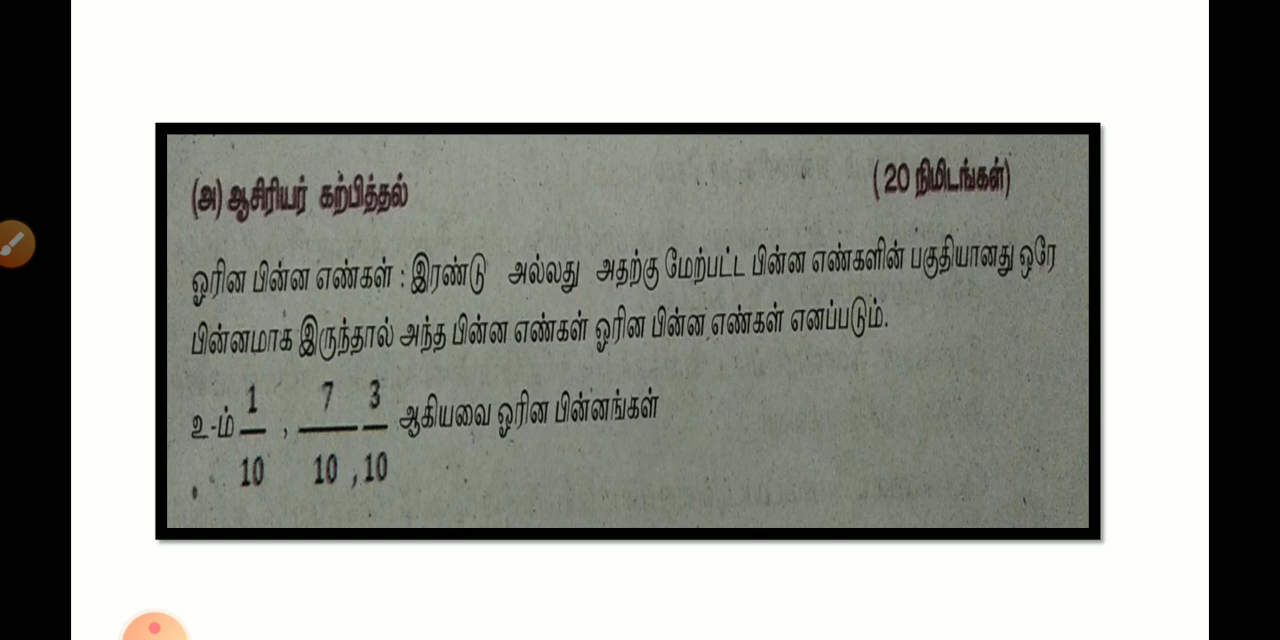 (அ) ஆசிரியர் கற்பித்தல் (20 நிமிடங்கள்)
ஓரின பின்ன எண்கள் : இரண்டு அல்லது அதற்கு மேற்பட்ட பின்ன எண்களின் பகுதியானது ஒரே
பின்னமாக இருந்தால் அந்த பின்ன எண்கள் ஓரின பின்ன எண்கள் எனப்படும்.
உ-ம் 1/10 , 7/10 , 3/10 ஆகியவை ஓரின பின்னங்கள்